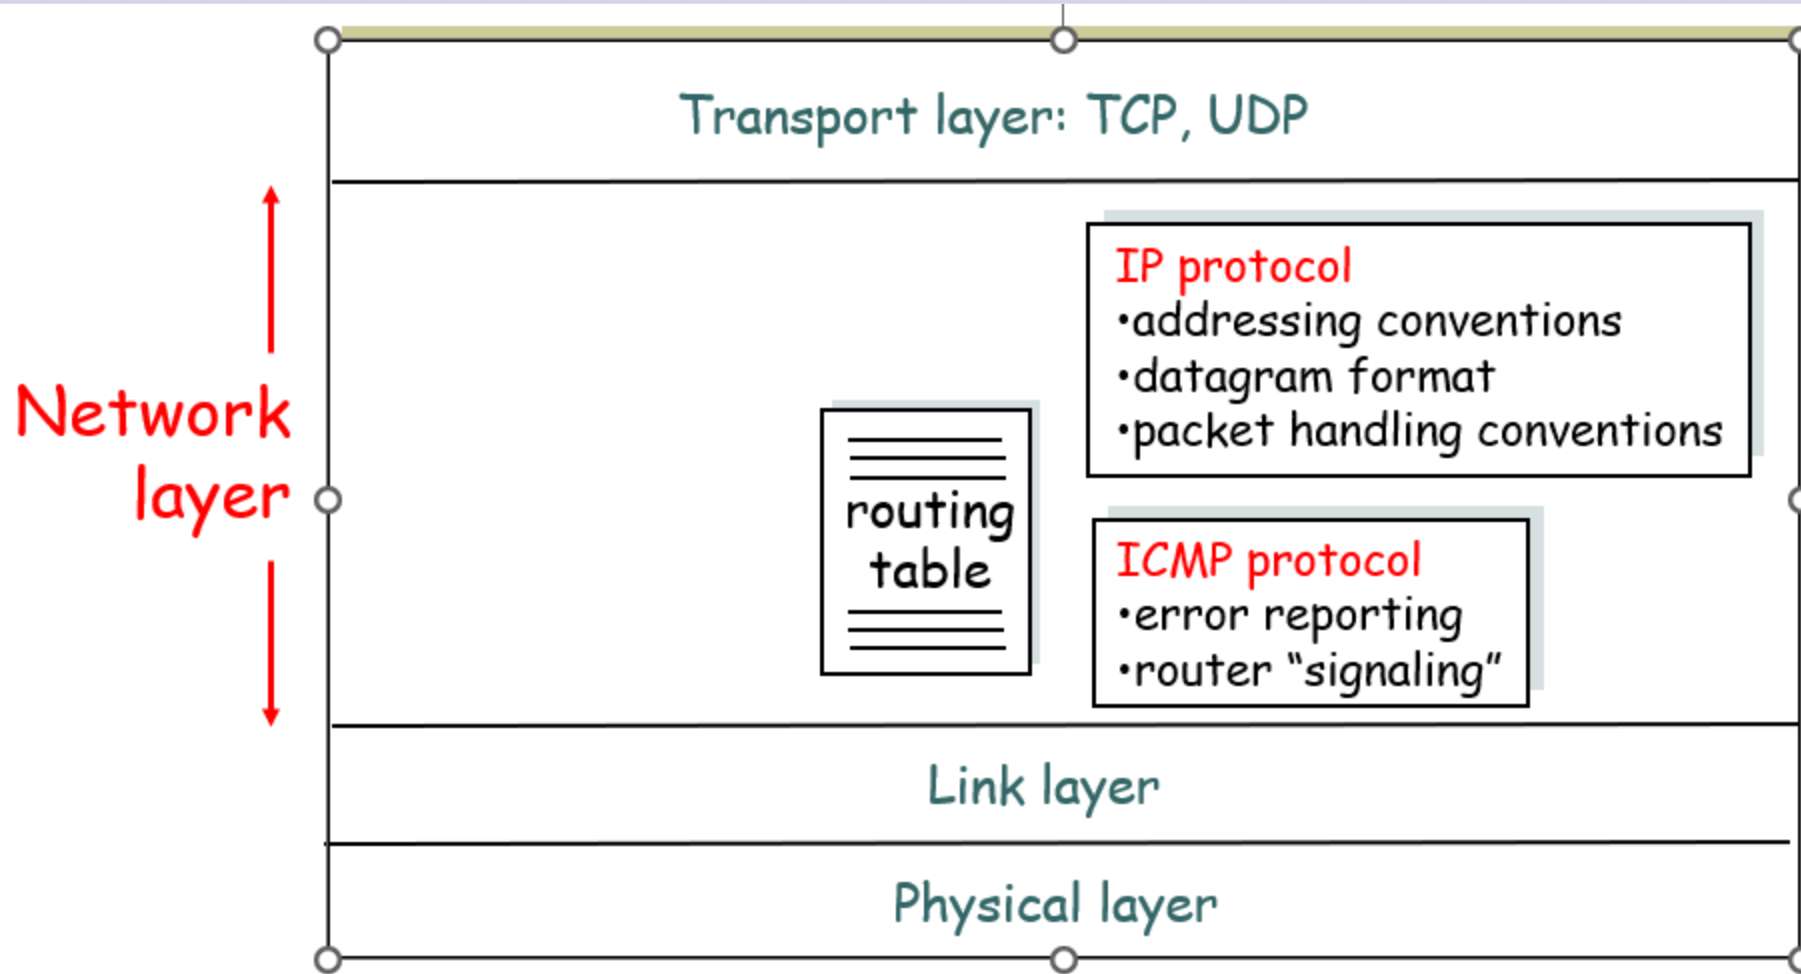 Transport layer: TCP, UDP
Network
layer
IP protocol
•addressing conventions
•datagram format
•packet handling conventions
routing
table
ICMP protocol
•error reporting
•router “signaling”
Link layer
Physical layer